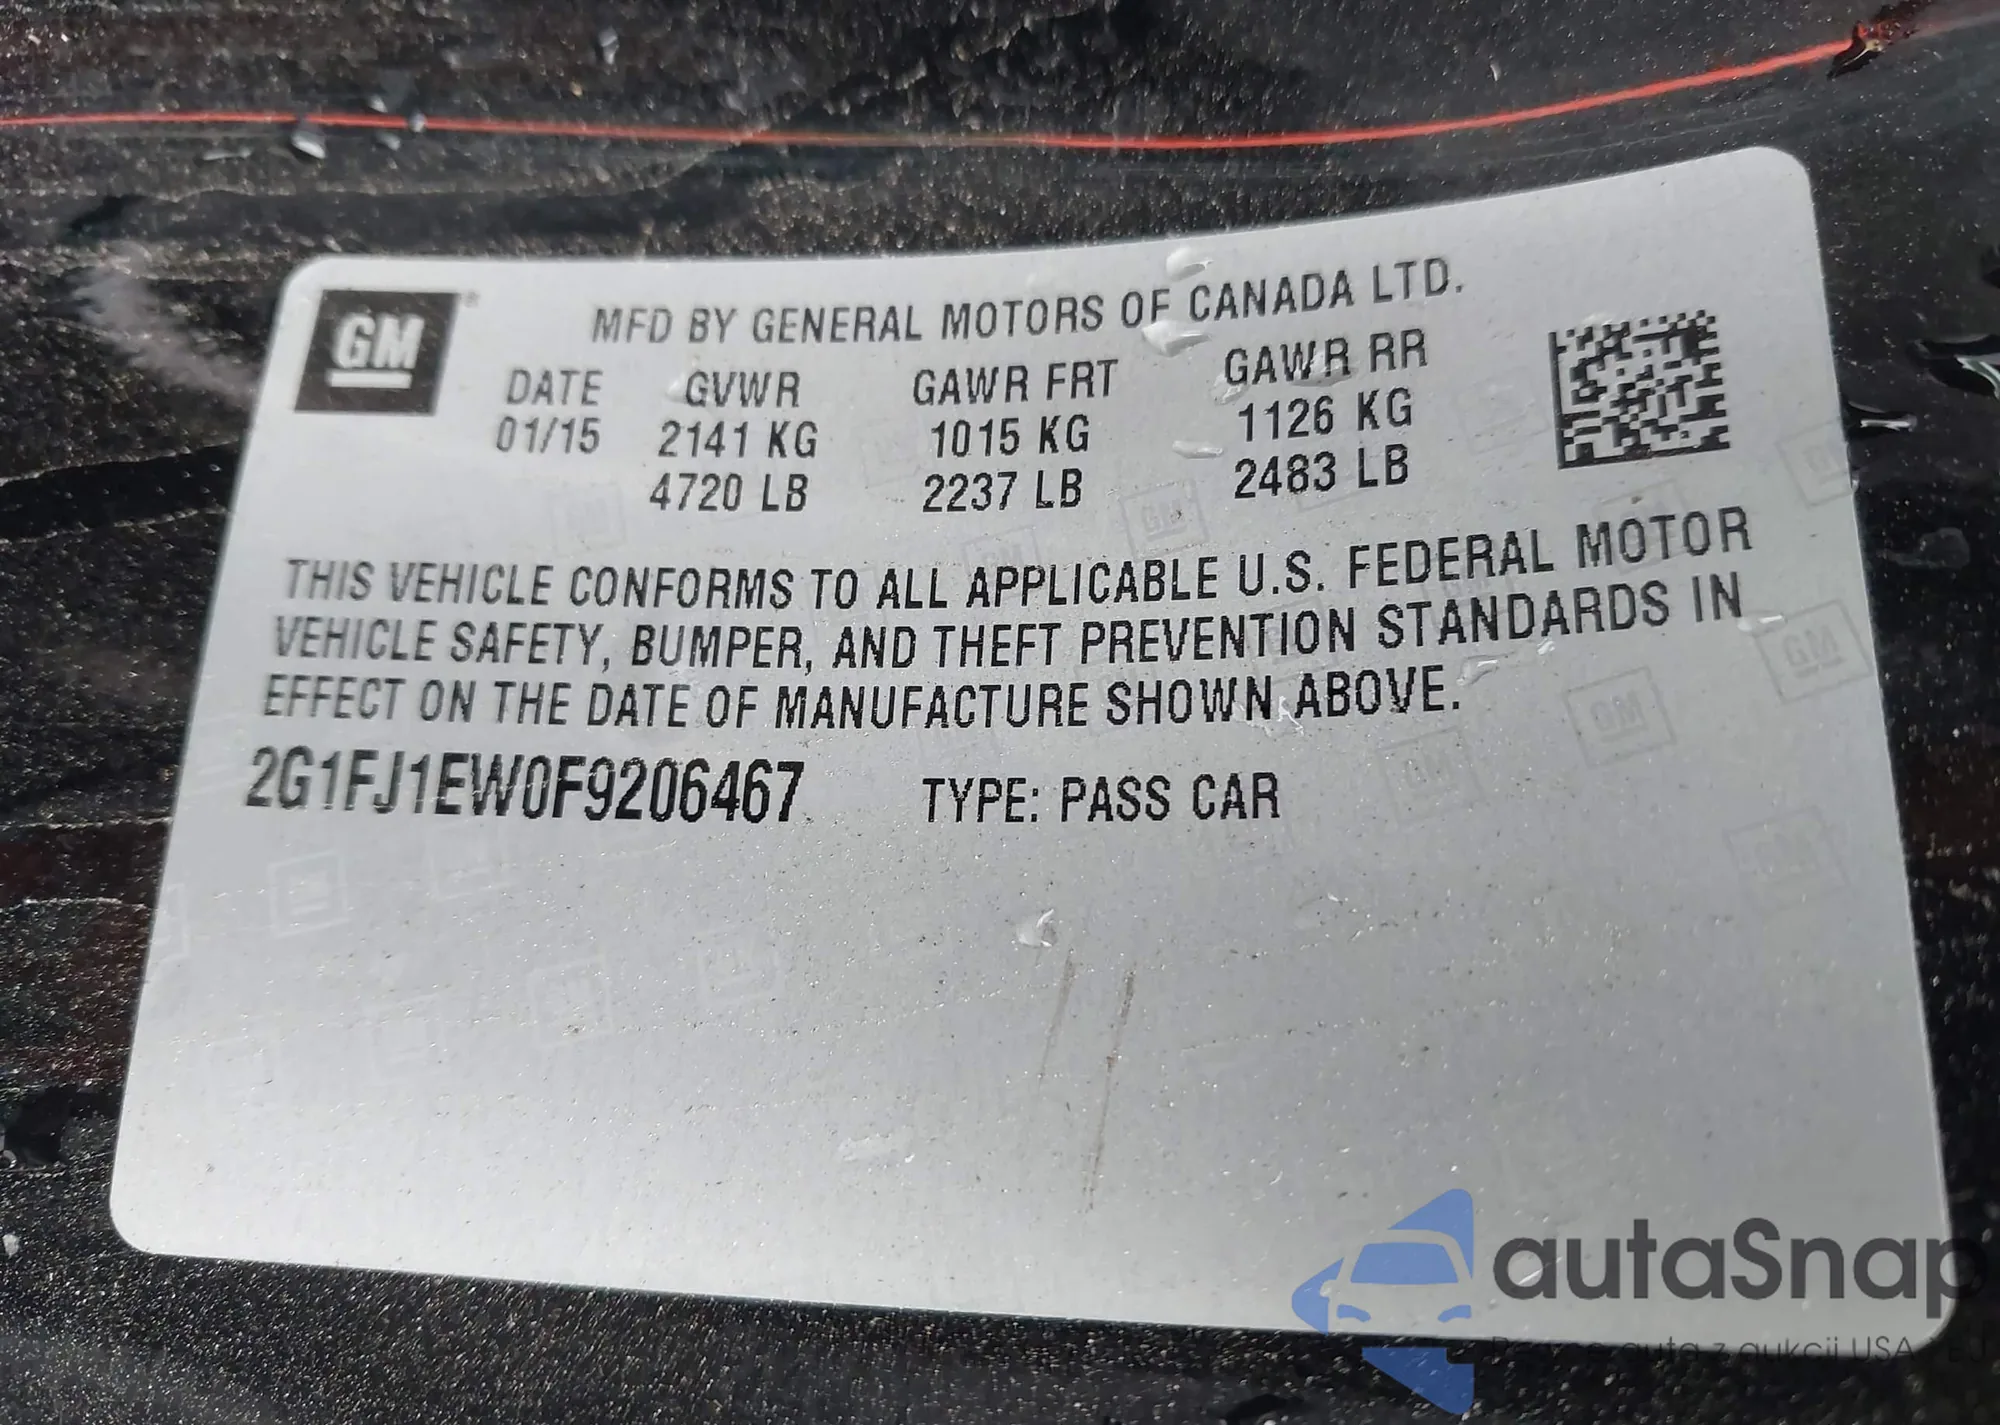 GM
MFD BY GENERAL MOTORS OF CANADA LTD.
DATE GVWR GAWR FRT GAWR RR
01/15 2141 KG 1015 KG 1126 KG
4720 LB 2237 LB 2483 LB
THIS VEHICLE CONFORMS TO ALL APPLICABLE U.S. FEDERAL MOTOR
VEHICLE SAFETY, BUMPER, AND THEFT PREVENTION STANDARDS IN
EFFECT ON THE DATE OF MANUFACTURE SHOWN ABOVE.
2G1FJ1EW0F9206467 TYPE: PASS CAR
autaSnap
auta z aukcji USA